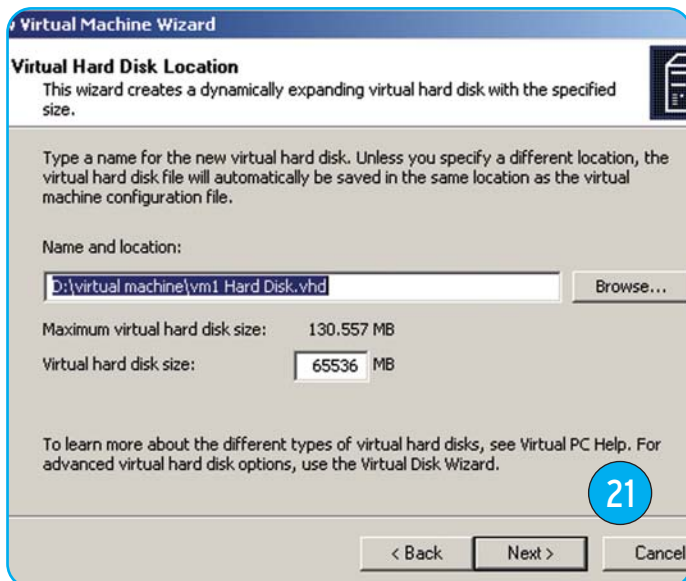 Virtual Machine Wizard
Virtual Hard Disk Location
This wizard creates a dynamically expanding virtual hard disk with the specified
size.
Type a name for the new virtual hard disk. Unless you specify a different location, the
virtual hard disk file will automatically be saved in the same location as the virtual
machine configuration file.
Name and location:
D:\virtual machine\vm1 Hard Disk.vhd Browse...
Maximum virtual hard disk size: 130.557 MB
Virtual hard disk size: 65536 MB
To learn more about the different types of virtual hard disks, see Virtual PC Help. For
advanced virtual hard disk options, use the Virtual Disk Wizard.
21
< Back Next > Cancel